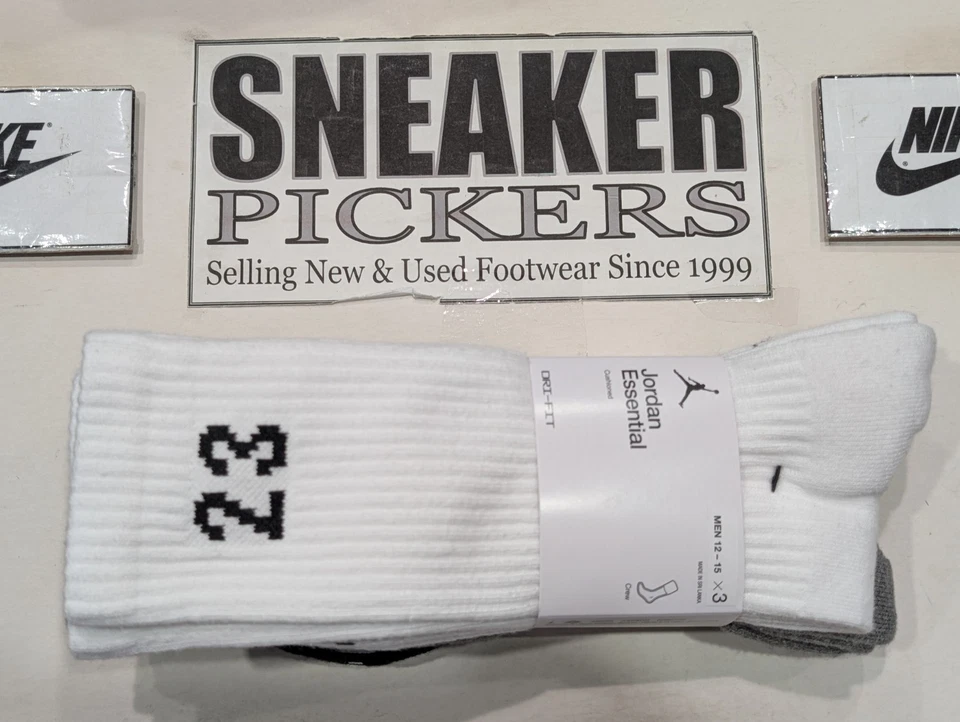 SNEAKER
PICKERS
Selling New & Used Footwear Since 1999
KE
NIK
23
DRI-FIT
Jordan
Essential
Cushioned
MEN 12 – 15 x3
MADE IN SRI LANKA
Crew